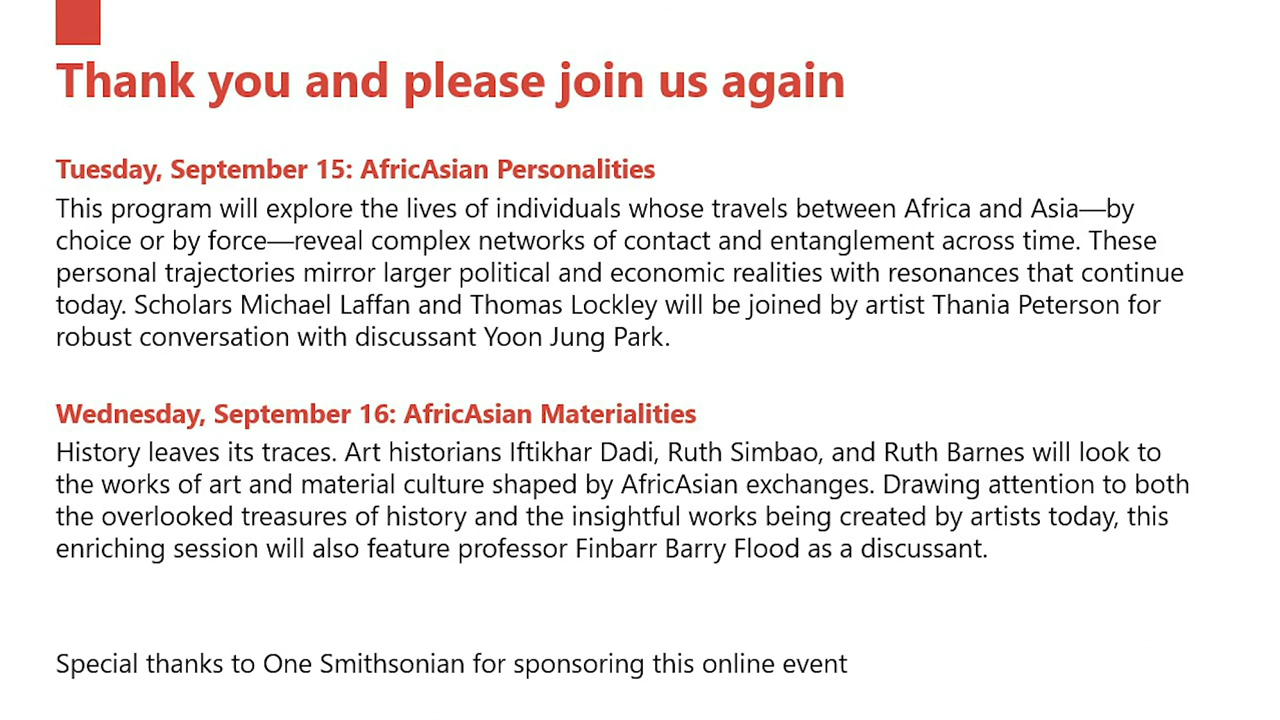 Thank you and please join us again
Tuesday, September 15: AfricAsian Personalities
This program will explore the lives of individuals whose travels between Africa and Asia—by
choice or by force—reveal complex networks of contact and entanglement across time. These
personal trajectories mirror larger political and economic realities with resonances that continue
today. Scholars Michael Laffan and Thomas Lockley will be joined by artist Thania Peterson for
robust conversation with discussant Yoon Jung Park.
Wednesday, September 16: AfricAsian Materialities
History leaves its traces. Art historians Iftikhar Dadi, Ruth Simbao, and Ruth Barnes will look to
the works of art and material culture shaped by AfricAsian exchanges. Drawing attention to both
the overlooked treasures of history and the insightful works being created by artists today, this
enriching session will also feature professor Finbarr Barry Flood as a discussant.
Special thanks to One Smithsonian for sponsoring this online event